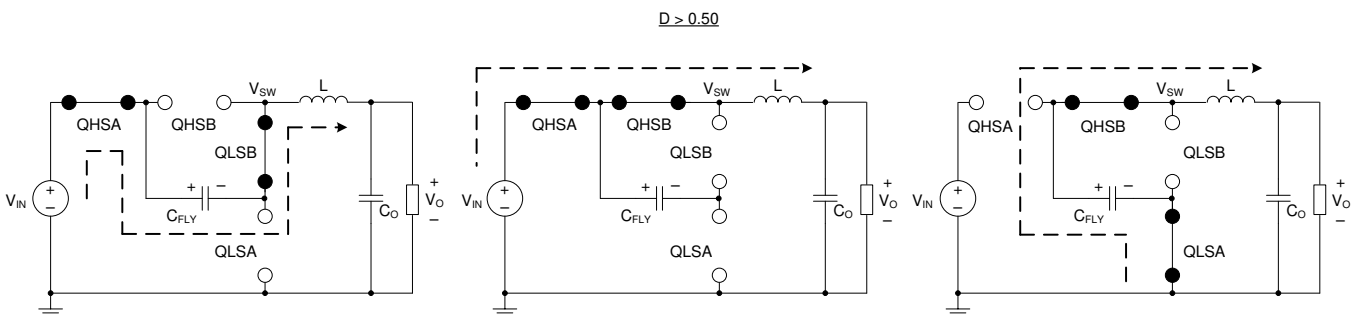 D > 0.50
VSW
L
QHSA
QHSB
QLSB
+
−
+
−
VIN
CFLY
CO
+
VO
−
QLSA
VSW
L
QHSA
QHSB
QLSB
+
−
+
−
VIN
CFLY
CO
+
VO
−
QLSA
VSW
L
QHSA
QHSB
QLSB
+
−
+
−
VIN
CFLY
CO
+
VO
−
QLSA